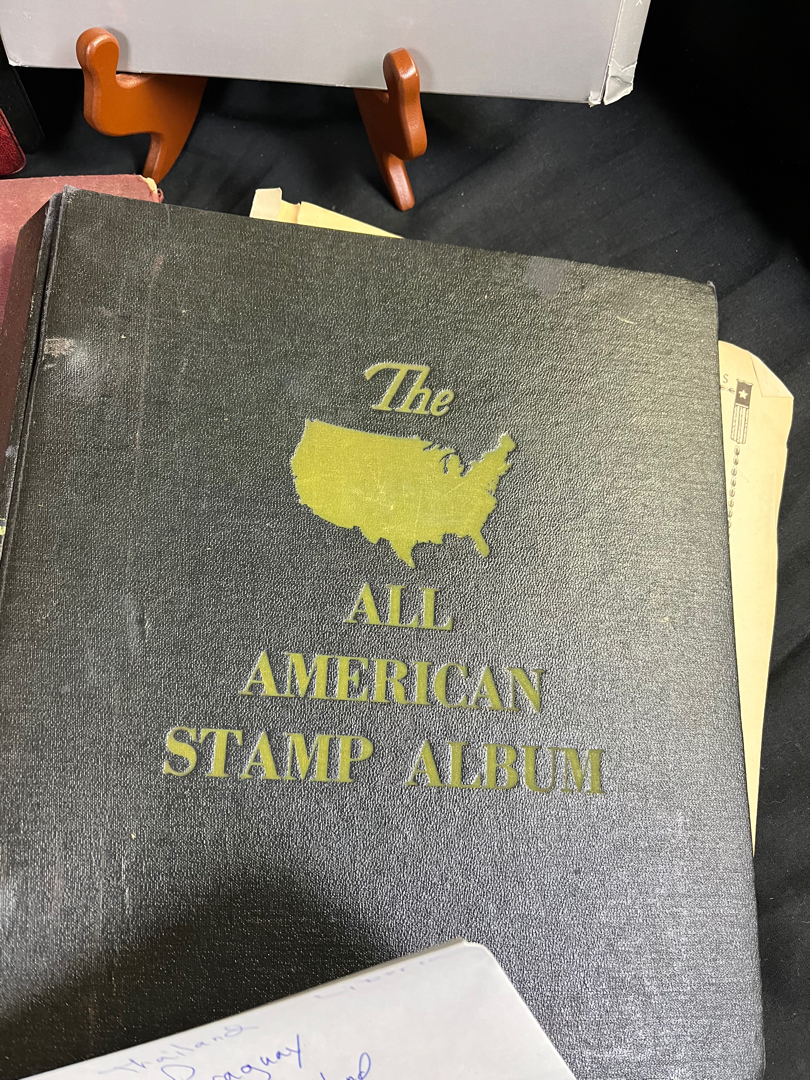 The
ALL
AMERICAN
STAMP ALBUM
Thailand
Paraguay